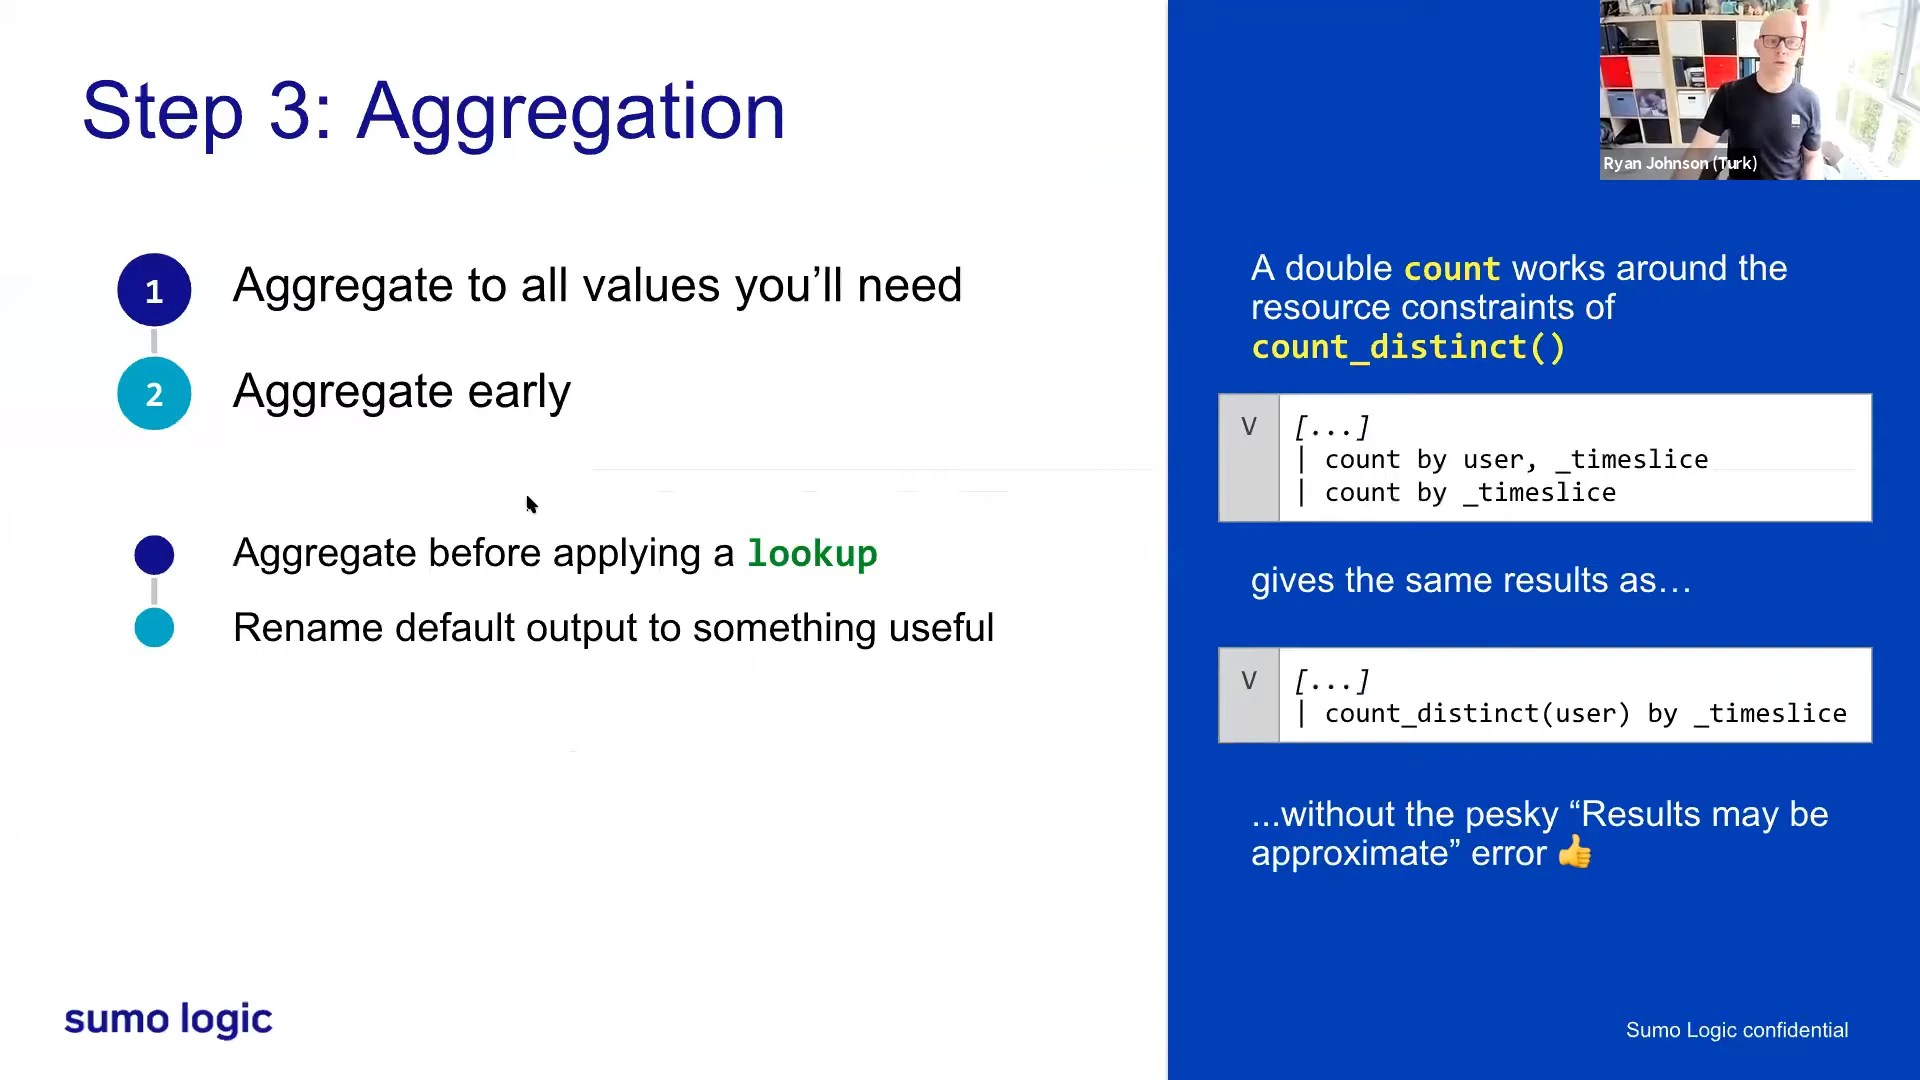 Step 3: Aggregation
1 Aggregate to all values you’ll need
2 Aggregate early
Aggregate before applying a lookup
Rename default output to something useful
sumo logic
Ryan Johnson (Turk)
A double count works around the
resource constraints of
count_distinct()
V [...]
| count by user, _timeslice
| count by _timeslice
gives the same results as…
V [...]
| count_distinct(user) by _timeslice
...without the pesky “Results may be
approximate” error 👍
Sumo Logic confidential